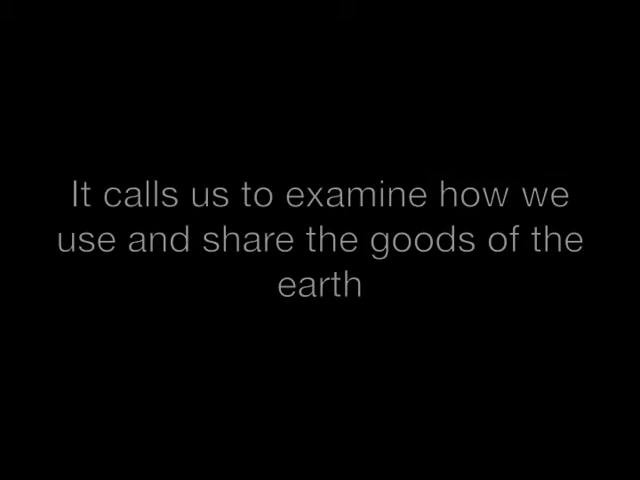 It calls us to examine how we
use and share the goods of the
earth